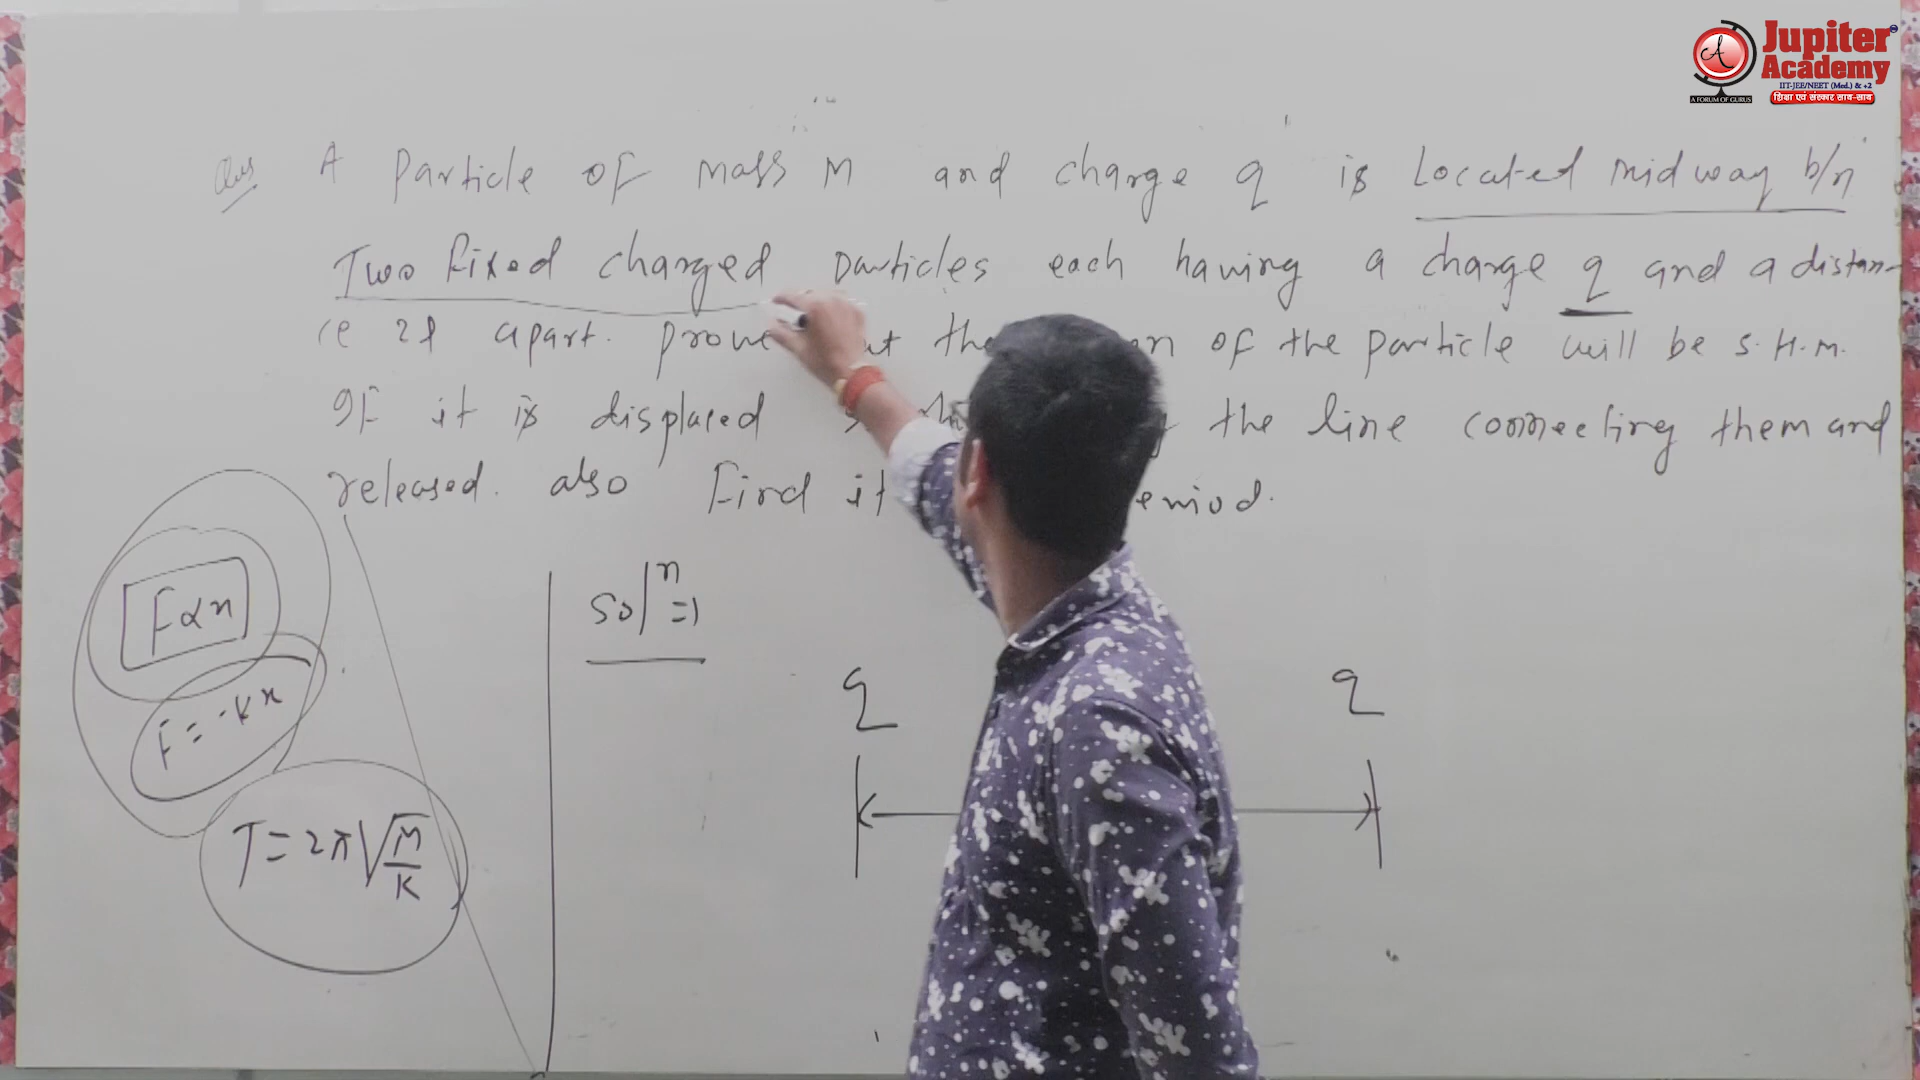 Jupiter
Academy
IIT-JEE/NEET (Med.) & +2
A FORUM OF GURUS
शिक्षा एवं संस्कार साथ-साथ
Ques A Particle of mass M and charge q is Located midway b/n
Two fixed charged particles each having a charge q and a distan-
ce 2l apart. prove the of the particle will be S.H.M.
If it is displaced the line connecting them and
released. also find it
F∝x
F=-kx
T=2π√M/K
Sol^n=1
q q